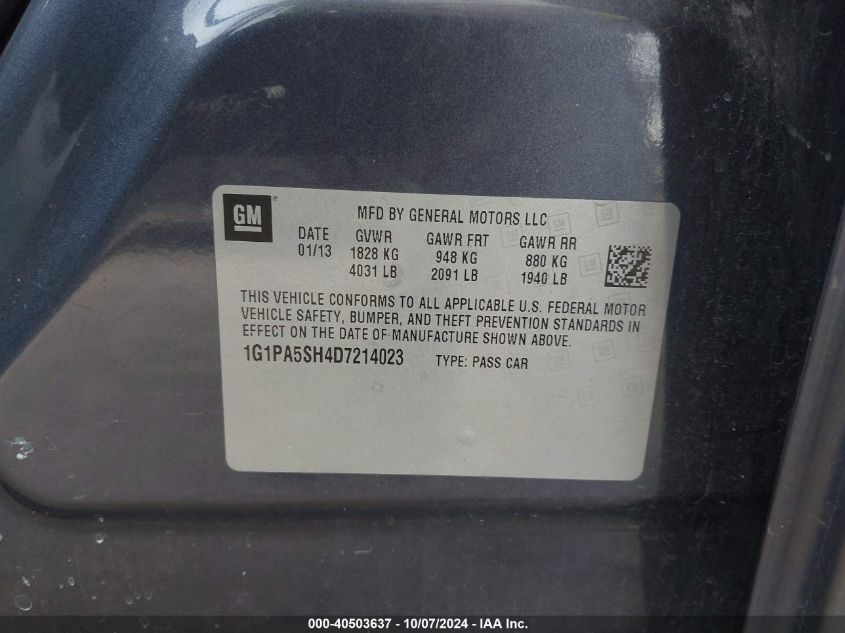 GM
MFD BY GENERAL MOTORS LLC
DATE GVWR GAWR FRT GAWR RR
01/13 1828 KG 948 KG 880 KG
4031 LB 2091 LB 1940 LB
THIS VEHICLE CONFORMS TO ALL APPLICABLE U.S. FEDERAL MOTOR
VEHICLE SAFETY, BUMPER, AND THEFT PREVENTION STANDARDS IN
EFFECT ON THE DATE OF MANUFACTURE SHOWN ABOVE.
1G1PA5SH4D7214023 TYPE: PASS CAR
000-40503637 - 10/07/2024 - IAA Inc.